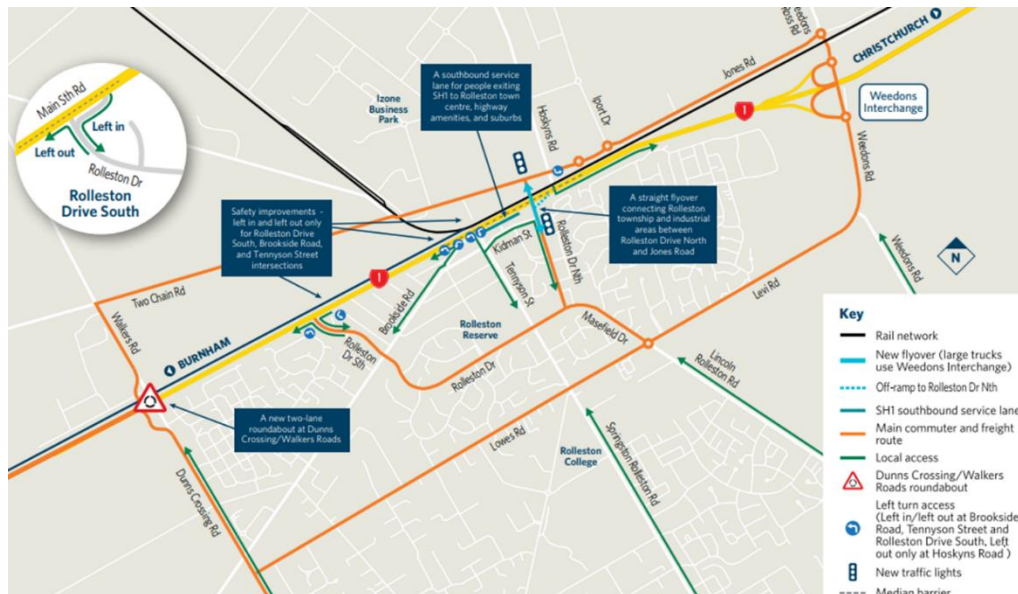 Main Sth Rd
Left in
Left out
Rolleston Dr
Rolleston
Drive South
Izone
Business
Park
A southbound service
lane for people exiting
SH1 to Rolleston town
centre, highway
amenities, and suburbs
Hoskyns Rd
Iport Dr
Jones Rd
Weedons
Ross Rd
CHRISTCHURCH
1
Weedons
Interchange
Weedons Rd
Safety improvements -
left in and left out only
for Rolleston Drive
South, Brookside Road,
and Tennyson Street
intersections
A straight flyover
connecting Rolleston
township and industrial
areas between
Rolleston Drive North
and Jones Road
Kidman St
Tennyson St
Rolleston Dr Nth
Weedons Rd
N
1
Two Chain Rd
Walkers Rd
Brookside Rd
Rolleston
Reserve
Masefield Dr
Levi Rd
BURNHAM
Rolleston
Dr Sth
Rolleston Dr
Lincoln
Rolleston Rd
A new two-lane
roundabout at Dunns
Crossing/Walkers Roads
Lowes Rd
Rolleston
College
Springston Rolleston Rd
Dunns Crossing Rd
Key
Rail network
New flyover (large trucks
use Weedons Interchange)
Off-ramp to Rolleston Dr Nth
SH1 southbound service lane
Main commuter and freight
route
Local access
Dunns Crossing/Walkers
Roads roundabout
Left turn access
(Left in/left out at Brookside
Road, Tennyson Street and
Rolleston Drive South, Left
out only at Hoskyns Road )
New traffic lights
Median barrier